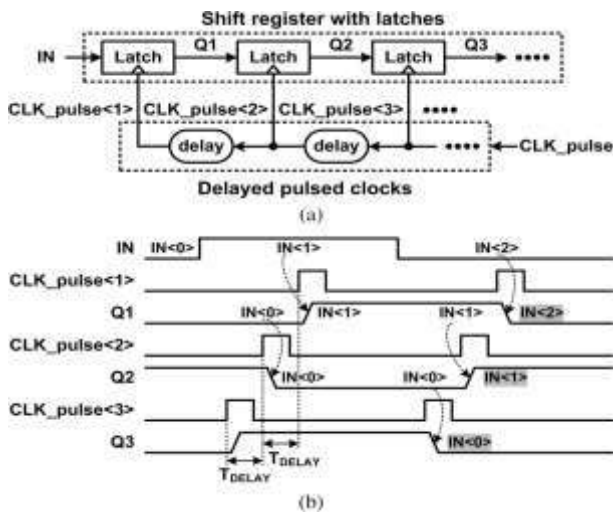 Shift register with latches
IN Latch Q1 Latch Q2 Latch Q3
CLK_pulse<1> CLK_pulse<2> CLK_pulse<3>
delay delay CLK_pulse
Delayed pulsed clocks
(a)
IN IN<0> IN<1> IN<2>
CLK_pulse<1>
Q1 IN<0> IN<1> IN<1> IN<2>
CLK_pulse<2>
Q2 IN<0> IN<0> IN<1>
CLK_pulse<3>
Q3 IN<0>
TDELAY
TDELAY
(b)